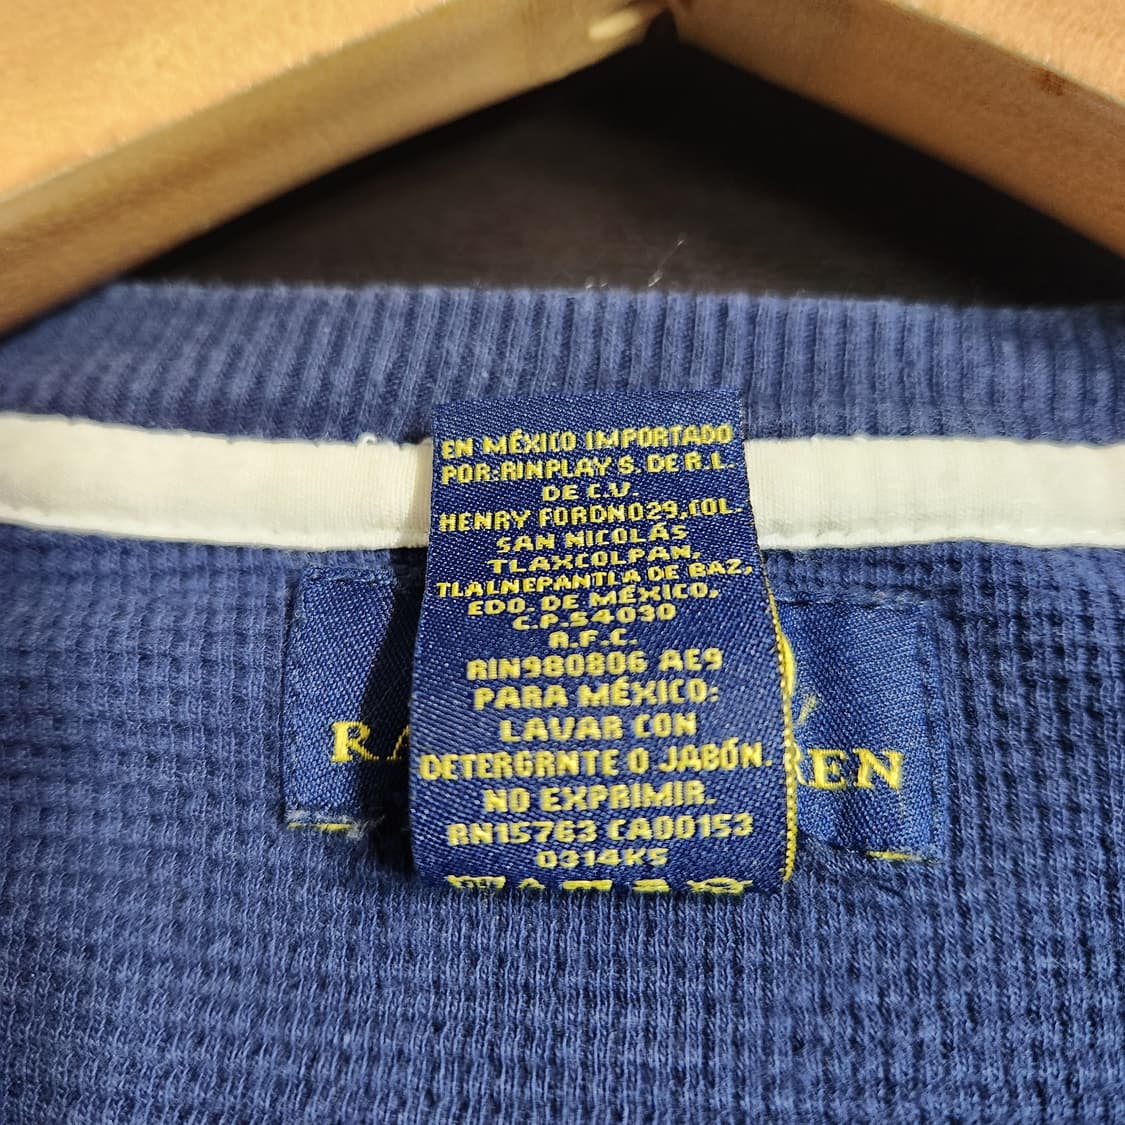 EN MÉXICO IMPORTADO
POR:RINPLAY S. DE R.L.
DE C.V.
HENRY FORDNO29,COL.
SAN NICOLÁS
TLAXCOLPAN,
TLALNEPANTLA DE BAZ,
EDO. DE MÉXICO,
C.P.54030
R.F.C.
RIN980806 AE9
PARA MÉXICO:
LAVAR CON
DETERGRNTE O JABÓN.
NO EXPRIMIR.
RN15763 CA00153
0314KS